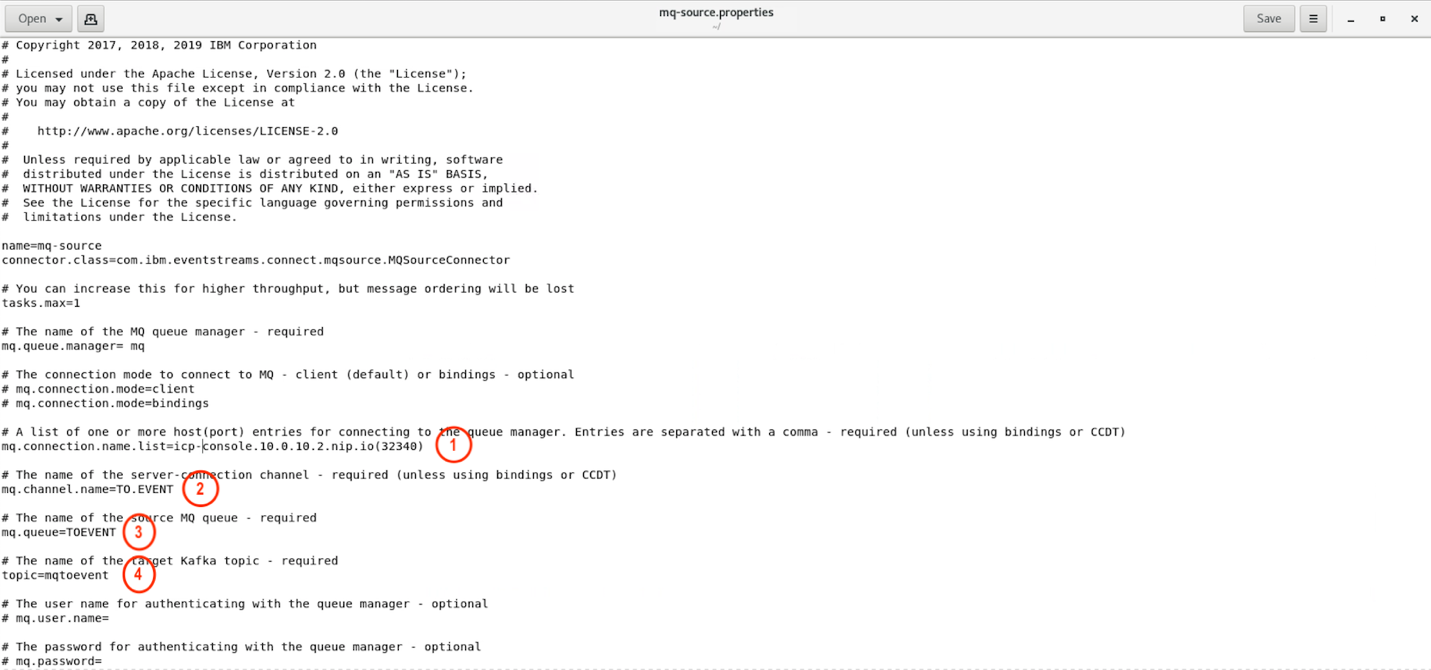 Open
mq-source.properties
~/
Save
# Copyright 2017, 2018, 2019 IBM Corporation
#
# Licensed under the Apache License, Version 2.0 (the "License");
# you may not use this file except in compliance with the License.
# You may obtain a copy of the License at
#
#    http://www.apache.org/licenses/LICENSE-2.0
#
#  Unless required by applicable law or agreed to in writing, software
#  distributed under the License is distributed on an "AS IS" BASIS,
#  WITHOUT WARRANTIES OR CONDITIONS OF ANY KIND, either express or implied.
#  See the License for the specific language governing permissions and
#  limitations under the License.
name=mq-source
connector.class=com.ibm.eventstreams.connect.mqsource.MQSourceConnector
# You can increase this for higher throughput, but message ordering will be lost
tasks.max=1
# The name of the MQ queue manager - required
mq.queue.manager= mq
# The connection mode to connect to MQ - client (default) or bindings - optional
# mq.connection.mode=client
# mq.connection.mode=bindings
# A list of one or more host(port) entries for connecting to the queue manager. Entries are separated with a comma - required (unless using bindings or CCDT)
mq.connection.name.list=icp-console.10.0.10.2.nip.io(32340) 1
# The name of the server-connection channel - required (unless using bindings or CCDT)
mq.channel.name=TO.EVENT 2
# The name of the source MQ queue - required
mq.queue=TOEVENT 3
# The name of the target Kafka topic - required
topic=mqtoevent 4
# The user name for authenticating with the queue manager - optional
# mq.user.name=
# The password for authenticating with the queue manager - optional
# mq.password=